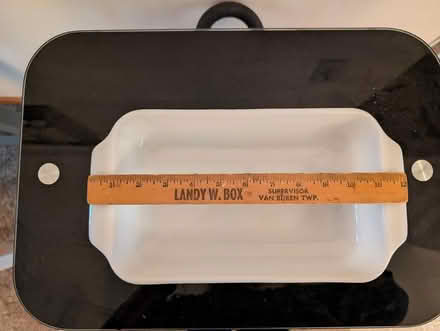 LANDY W. BOX SUPERVISOR
VAN BUREN TWP.